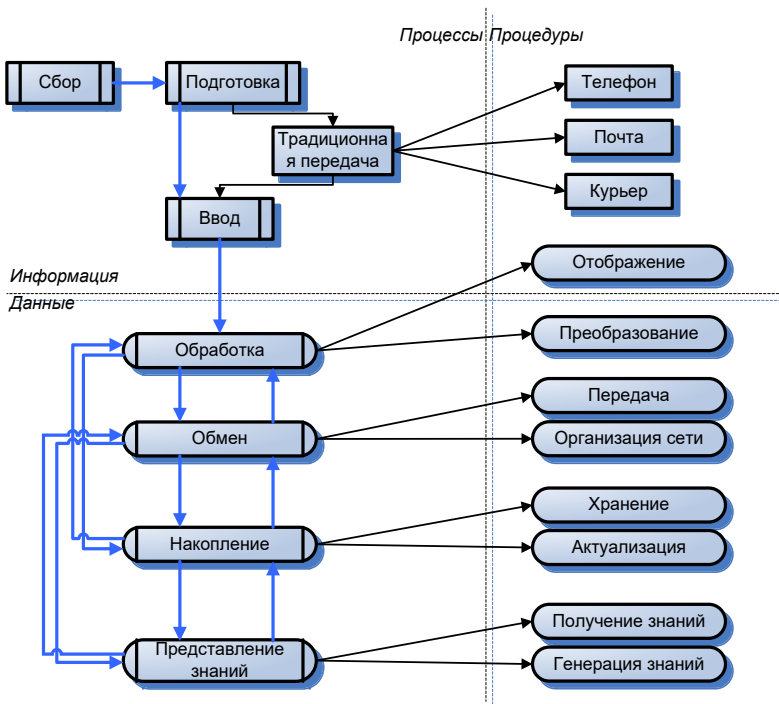 Процессы
Процедуры
Сбор
Подготовка
Телефон
Традиционна
я передача
Почта
Курьер
Ввод
Отображение
Информация
Данные
Обработка
Преобразование
Передача
Обмен
Организация сети
Хранение
Накопление
Актуализация
Получение знаний
Представление
знаний
Генерация знаний